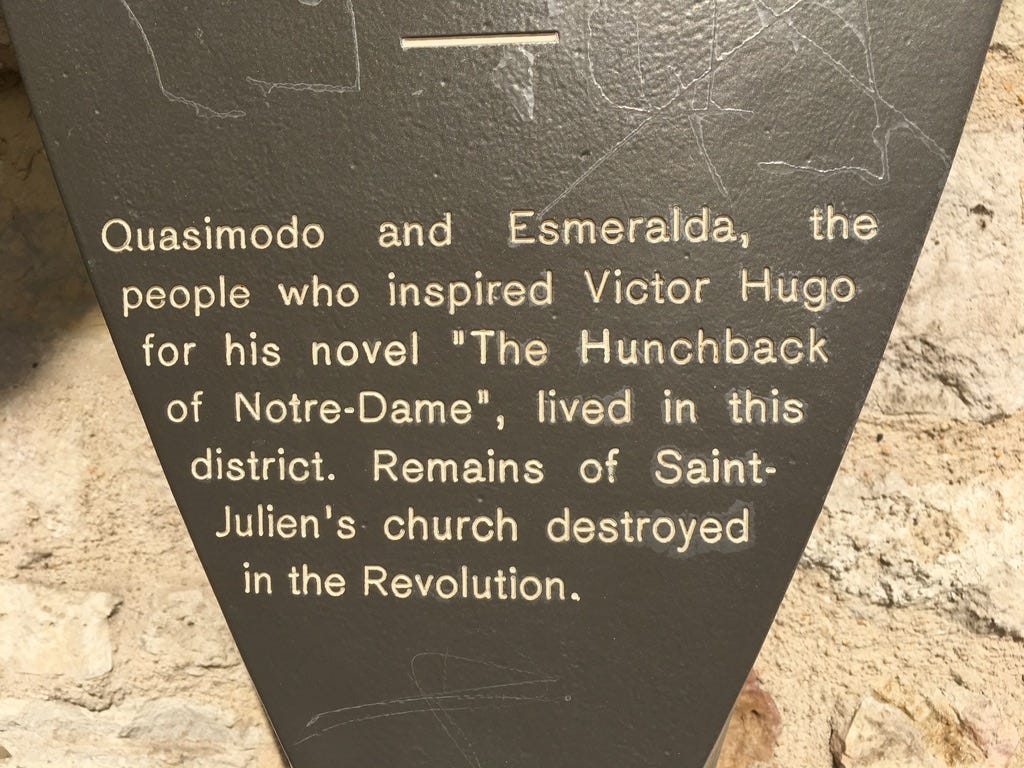 Quasimodo and Esmeralda, the
people who inspired Victor Hugo
for his novel "The Hunchback
of Notre-Dame", lived in this
district. Remains of Saint-
Julien's church destroyed
in the Revolution.